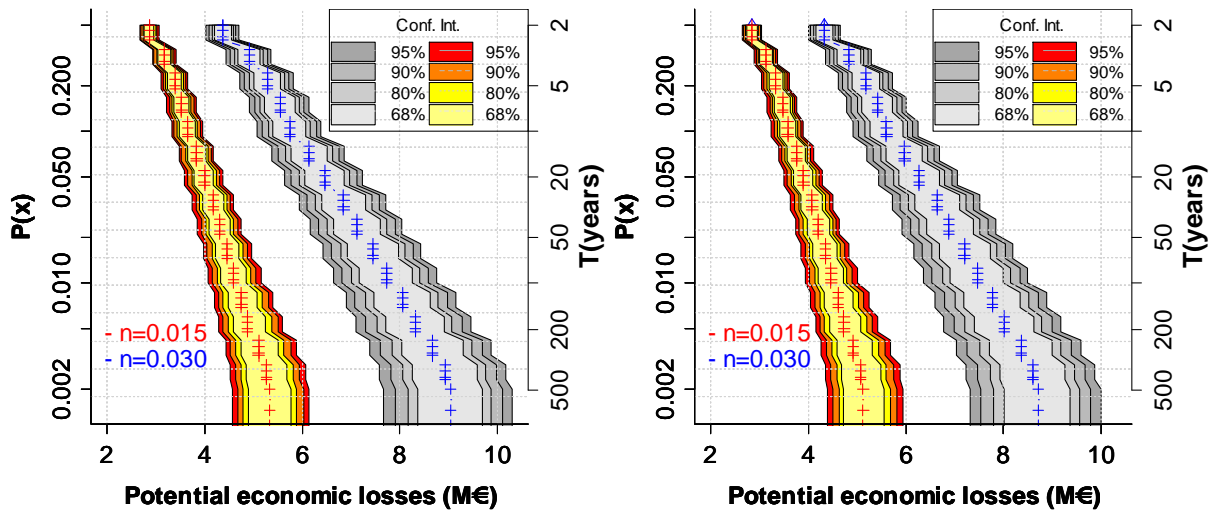 Conf. Int.
95% 95%
90% 90%
80% 80%
68% 68%
P(x)
0.200
0.050
0.010
0.002
T(years)
2
5
20
50
200
500
- n=0.015
- n=0.030
2 4 6 8 10
Potential economic losses (M€)
Conf. Int.
95% 95%
90% 90%
80% 80%
68% 68%
P(x)
0.200
0.050
0.010
0.002
T(years)
2
5
20
50
200
500
- n=0.015
- n=0.030
2 4 6 8 10
Potential economic losses (M€)